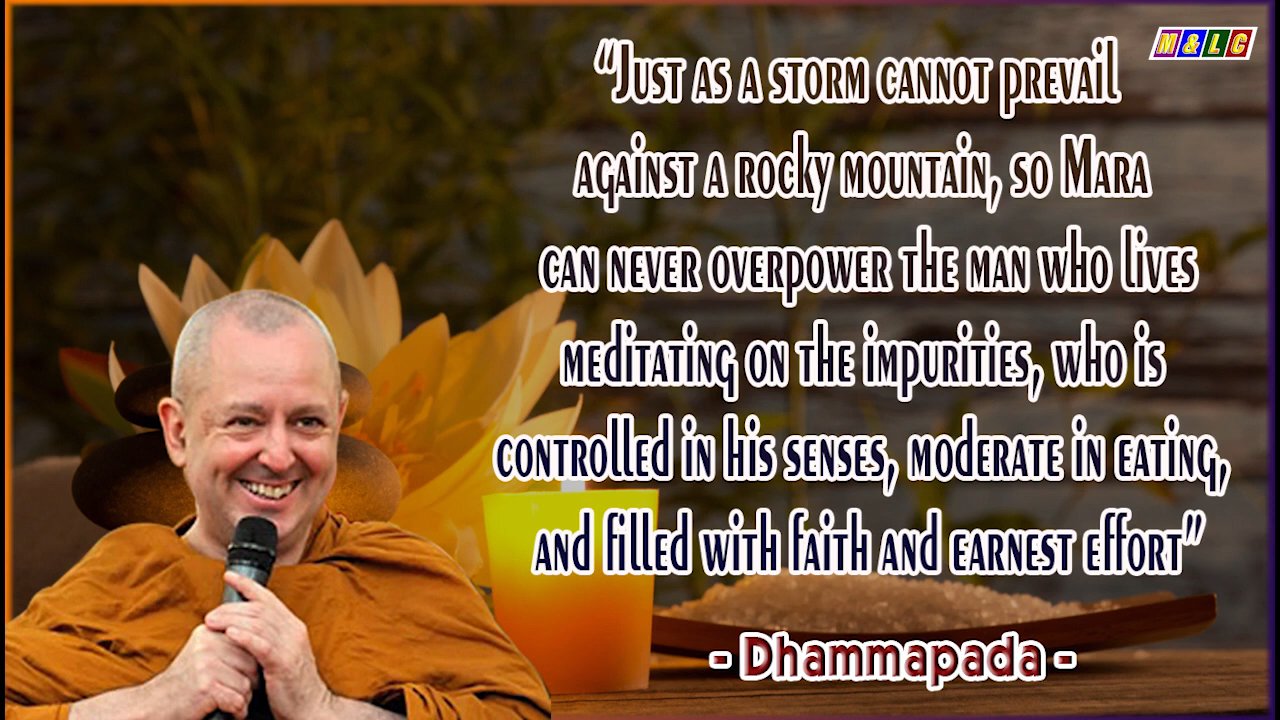 M&LC
“Just as a storm cannot prevail
against a rocky mountain, so Mara
can never overpower the man who lives
meditating on the impurities, who is
controlled in his senses, moderate in eating,
and filled with faith and earnest effort”
- Dhammapada -